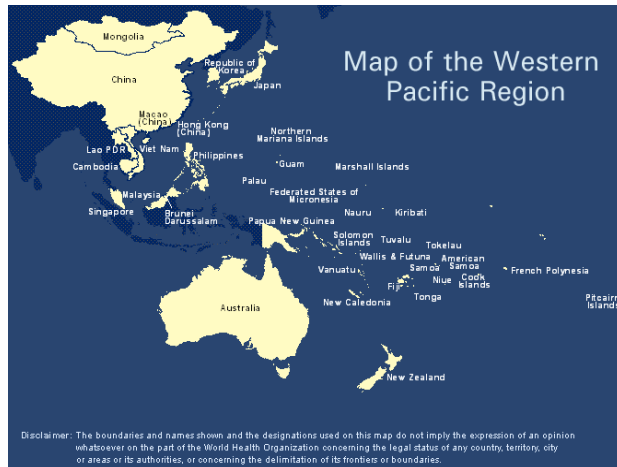 Map of the Western
Pacific Region
Mongolia
Republic of
Korea
China
Japan
Macao
(China)
Hong Kong
(China)
Northern
Mariana Islands
Lao PDR
Viet Nam
Philippines
Cambodia
Guam
Marshall Islands
Palau
Malaysia
Federated States of
Micronesia
Singapore
Brunei
Darussalam
Nauru
Kiribati
Papua New Guinea
Solomon
Islands
Tuvalu
Tokelau
Wallis & Futuna
American
Samoa
Samoa
Vanuatu
French Polynesia
Fiji
Niue
Cook
Islands
New Caledonia
Tonga
Pitcairn
Islands
Australia
New Zealand
Disclaimer: The boundaries and names shown and the designations used on this map do not imply the expression of an opinion
whatsoever on the part of the World Health Organization concerning the legal status of any country, territory, city
or areas or its authorities, or concerning the delimitation of its frontiers or boundaries.